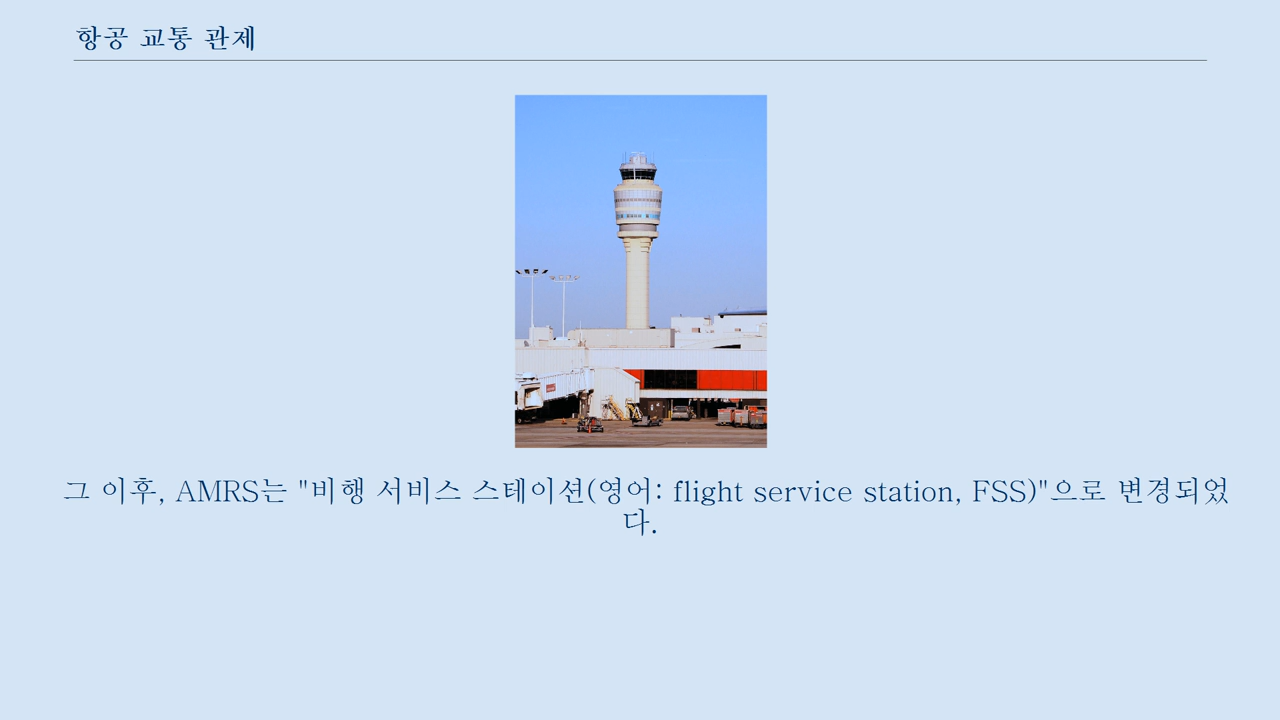 항공 교통 관제
그 이후, AMRS는 "비행 서비스 스테이션(영어: flight service station, FSS)"으로 변경되었
다.